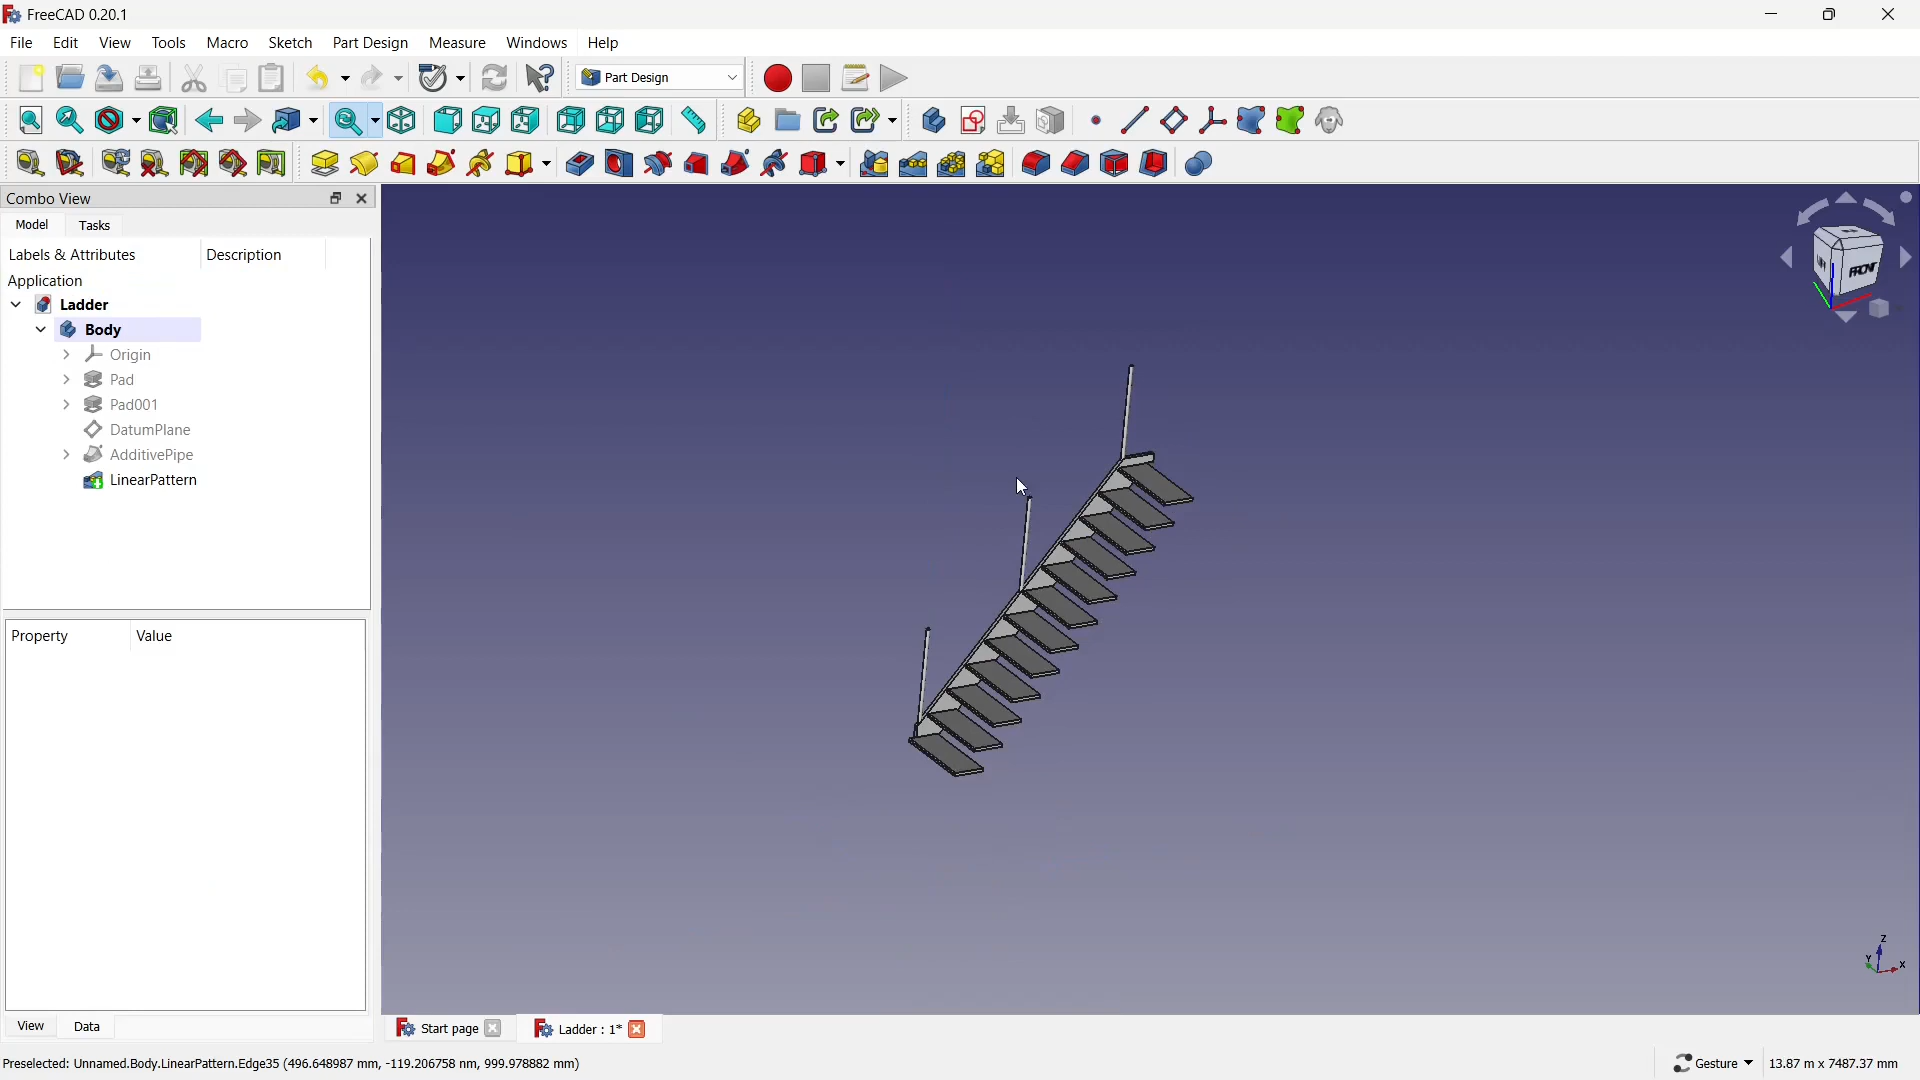 FreeCAD 0.20.1
File Edit View Tools Macro Sketch Part Design Measure Windows Help
Part Design
Combo View
Model Tasks
Labels & Attributes Description
Application
Ladder
Body
Origin
Pad
Pad001
DatumPlane
AdditivePipe
LinearPattern
FRONT
Z
Y
X
Property Value
View Data
Start page
Ladder : 1*
Preselected: Unnamed.Body.LinearPattern.Edge35 (496.648987 mm, -119.206758 nm, 999.978882 mm)
Gesture
13.87 m x 7487.37 mm